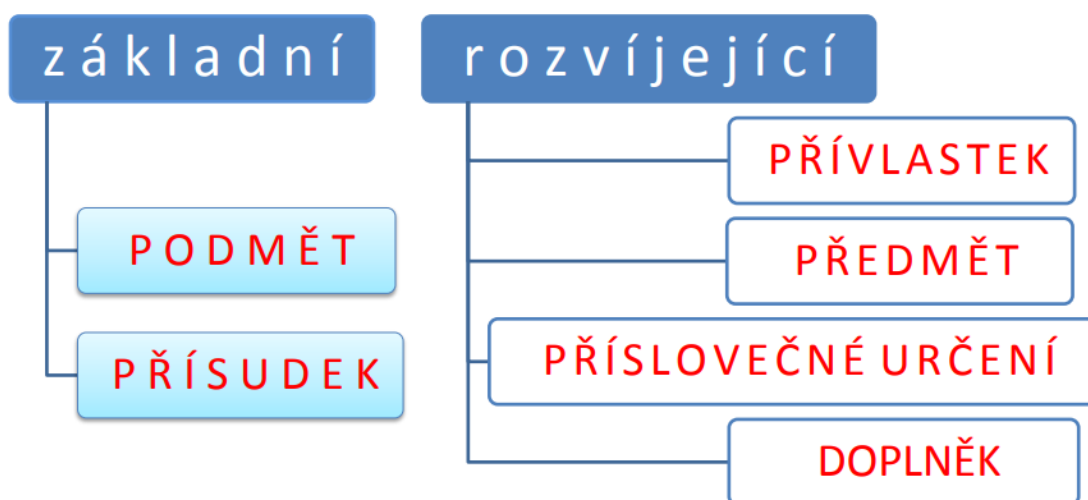 základní
PODMĚT
PŘÍSUDEK
rozvíjející
PŘÍVLASTEK
PŘEDMĚT
PŘÍSLOVEČNÉ URČENÍ
DOPLNĚK